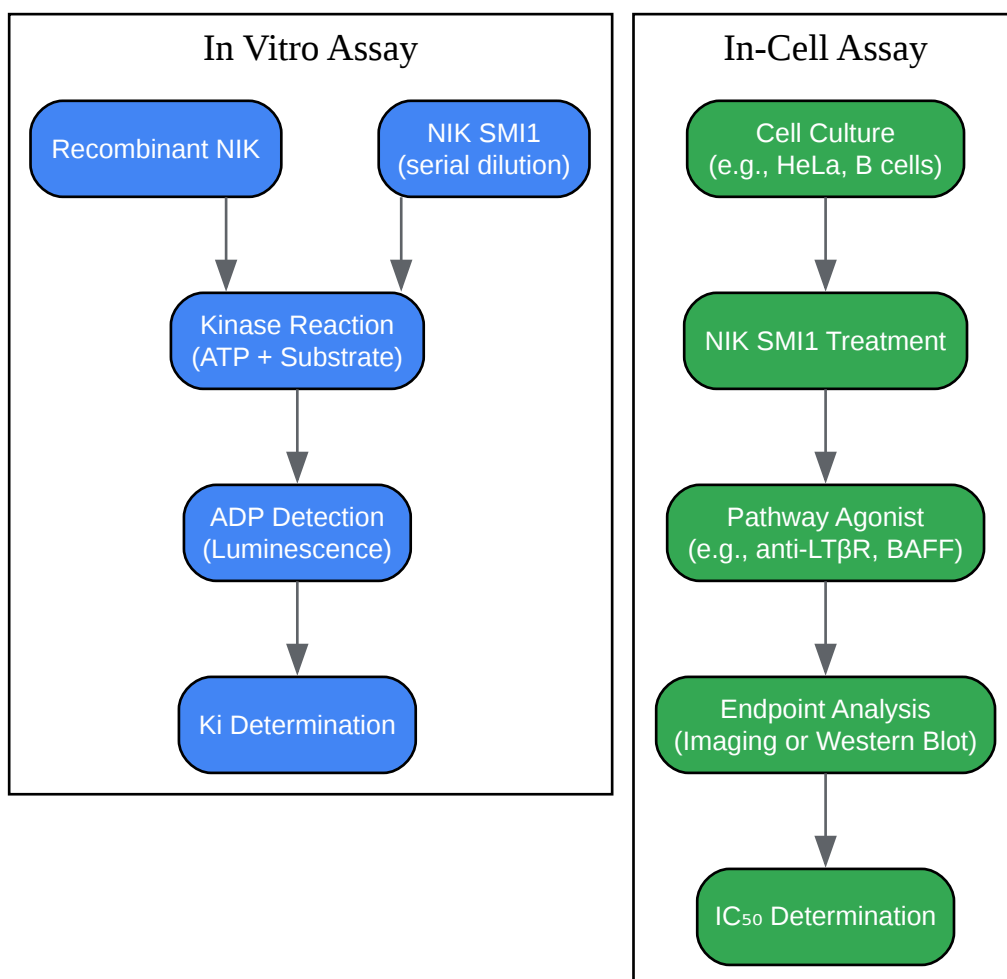 In Vitro Assay
Recombinant NIK
NIK SMI1
(serial dilution)
Kinase Reaction
(ATP + Substrate)
ADP Detection
(Luminescence)
Ki Determination
In-Cell Assay
Cell Culture
(e.g., HeLa, B cells)
NIK SMI1 Treatment
Pathway Agonist
(e.g., anti-LTβR, BAFF)
Endpoint Analysis
(Imaging or Western Blot)
IC₅₀ Determination